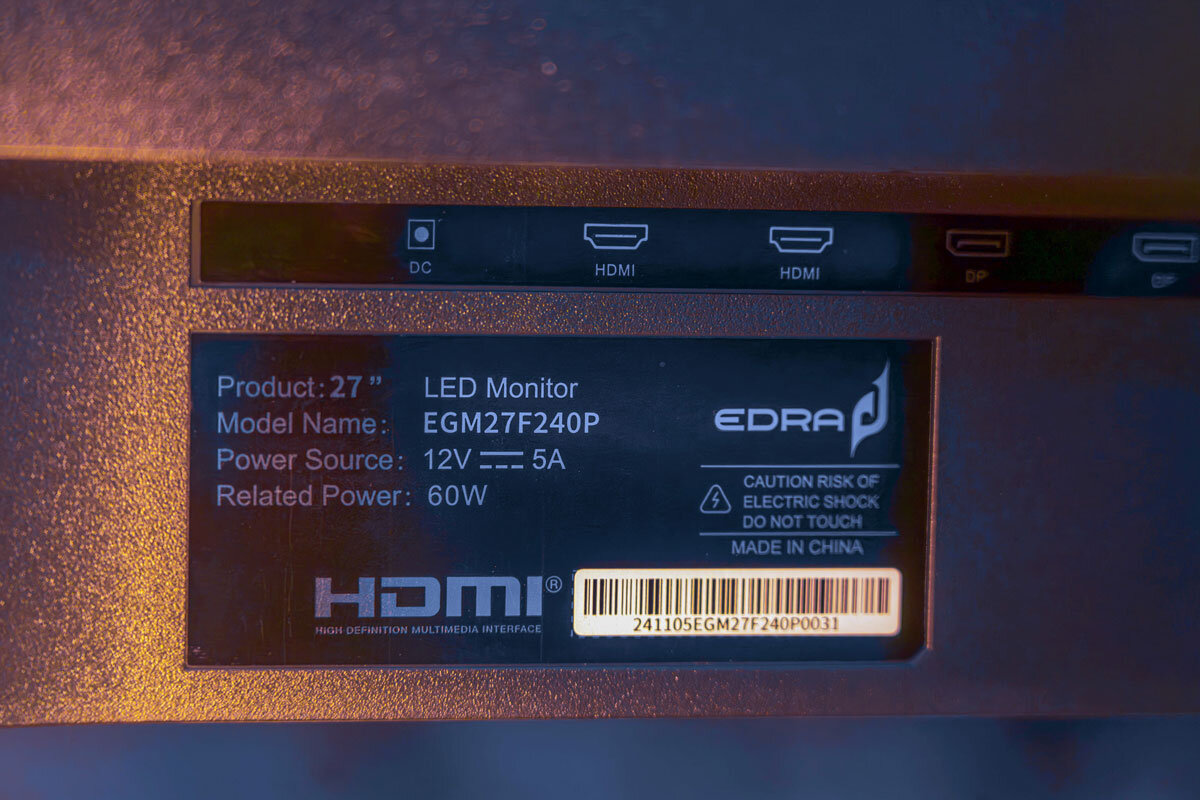 DC
HDMI
HDMI
DP
DP
Product: 27”
LED Monitor
Model Name:
EGM27F240P
Power Source:
12V ⎓ 5A
Related Power:
60W
EDRA
CAUTION RISK OF
ELECTRIC SHOCK
DO NOT TOUCH
MADE IN CHINA
HDMI®
HIGH-DEFINITION MULTIMEDIA INTERFACE
241105EGM27F240P0031